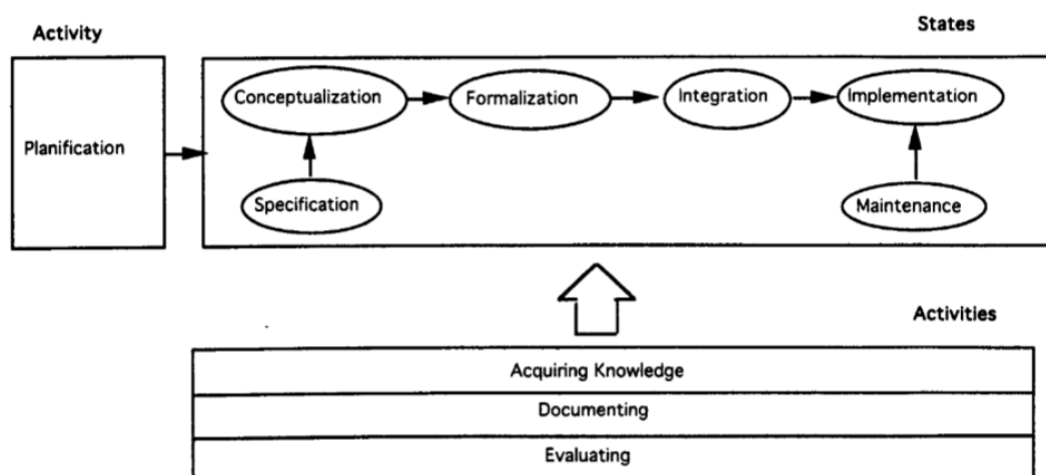 Activity
States
Planification
Conceptualization
Formalization
Integration
Implementation
Specification
Maintenance
Activities
Acquiring Knowledge
Documenting
Evaluating